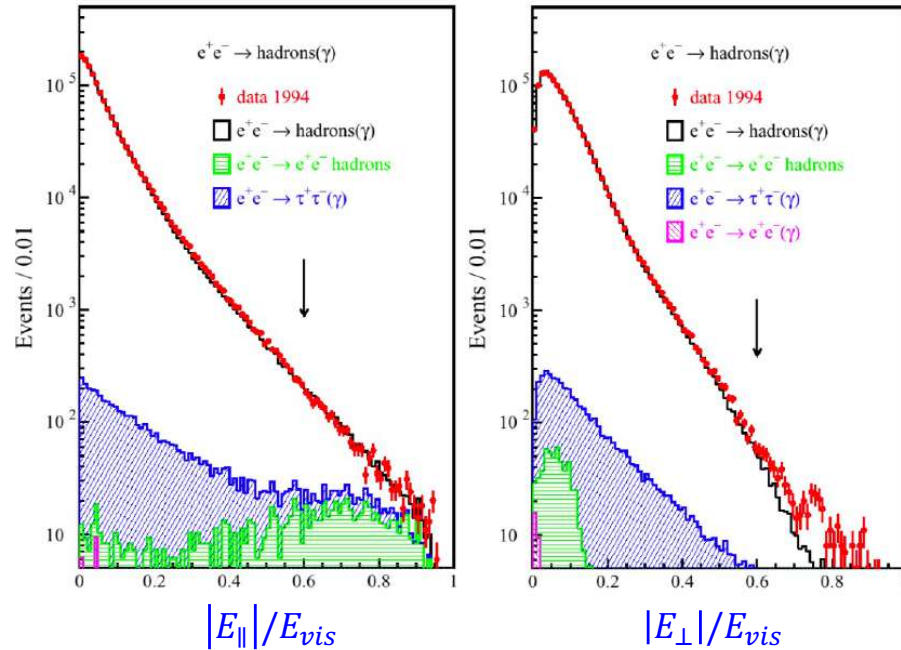 e⁺e⁻ → hadrons(γ)
data 1994
e⁺e⁻ → hadrons(γ)
e⁺e⁻ → e⁺e⁻ hadrons
e⁺e⁻ → τ⁺τ⁻(γ)
Events / 0.01
10⁵
10⁴
10³
10²
10
0 0.2 0.4 0.6 0.8 1
|E∥|/Evis
e⁺e⁻ → hadrons(γ)
data 1994
e⁺e⁻ → hadrons(γ)
e⁺e⁻ → e⁺e⁻ hadrons
e⁺e⁻ → τ⁺τ⁻(γ)
e⁺e⁻ → e⁺e⁻(γ)
Events / 0.01
10⁵
10⁴
10³
10²
10
0 0.2 0.4 0.6 0.8
|E⊥|/Evis